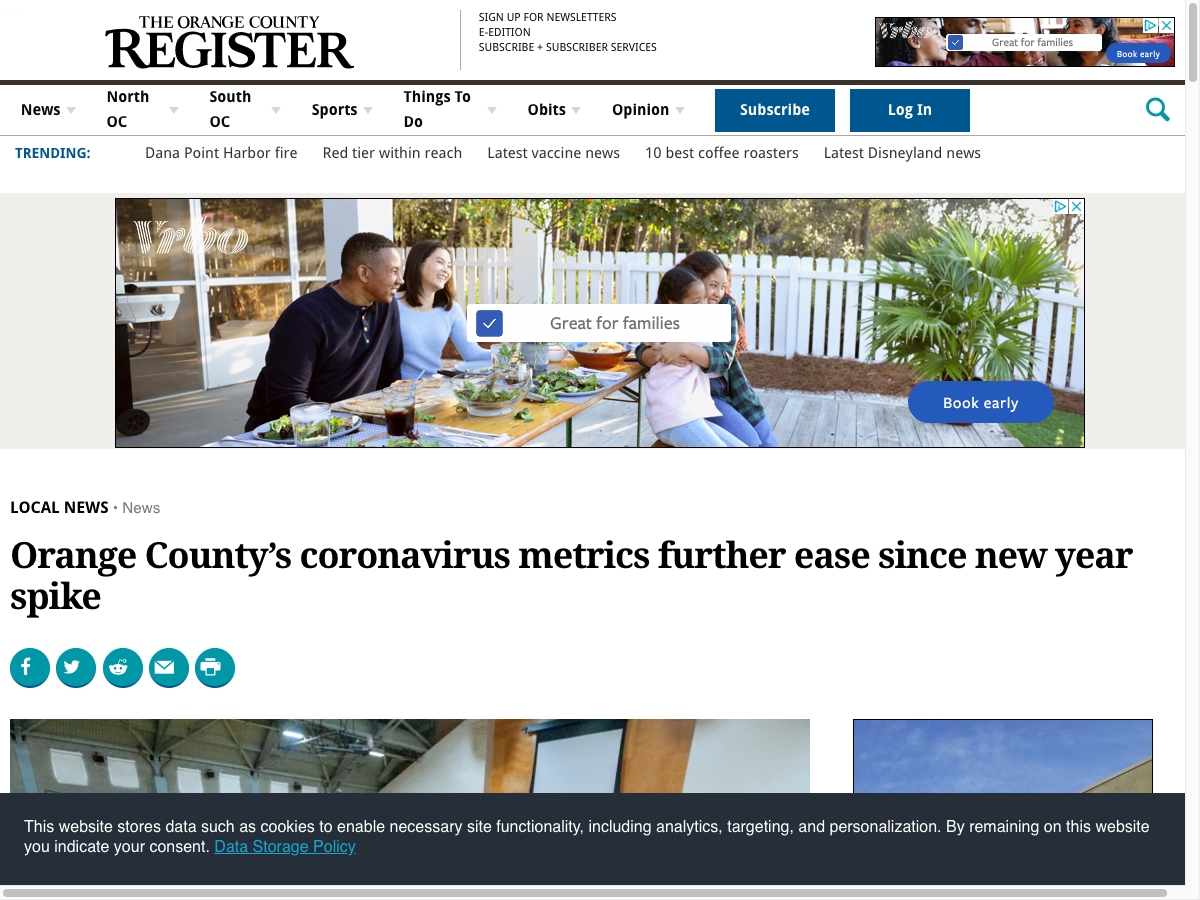 THE ORANGE COUNTY
REGISTER
SIGN UP FOR NEWSLETTERS
E-EDITION
SUBSCRIBE + SUBSCRIBER SERVICES
Vrbo
Great for families
Book early
News
North OC
South OC
Sports
Things To Do
Obits
Opinion
Subscribe
Log In
TRENDING:
Dana Point Harbor fire
Red tier within reach
Latest vaccine news
10 best coffee roasters
Latest Disneyland news
Vrbo
Great for families
Book early
LOCAL NEWS • News
Orange County’s coronavirus metrics further ease since new year
spike
This website stores data such as cookies to enable necessary site functionality, including analytics, targeting, and personalization. By remaining on this website
you indicate your consent. Data Storage Policy